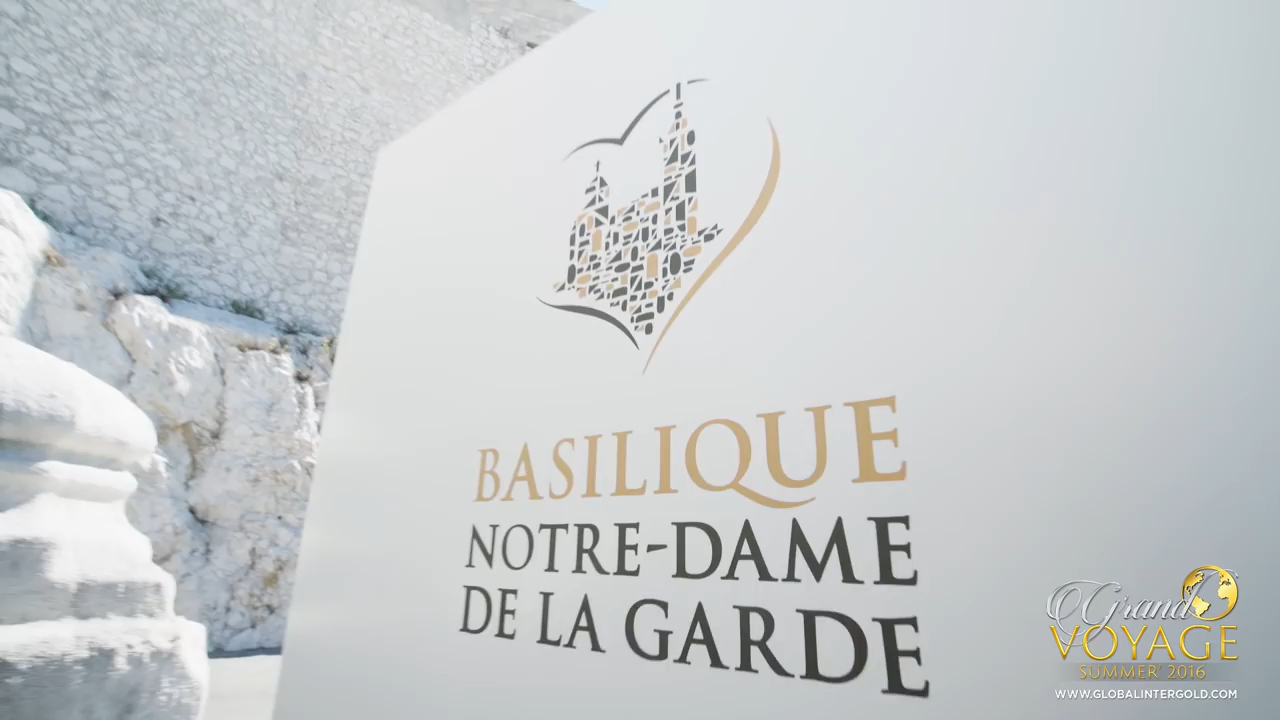 BASILIQUE
NOTRE-DAME
DE LA GARDE
Grand
VOYAGE
SUMMER' 2016
WWW.GLOBALINTERGOLD.COM